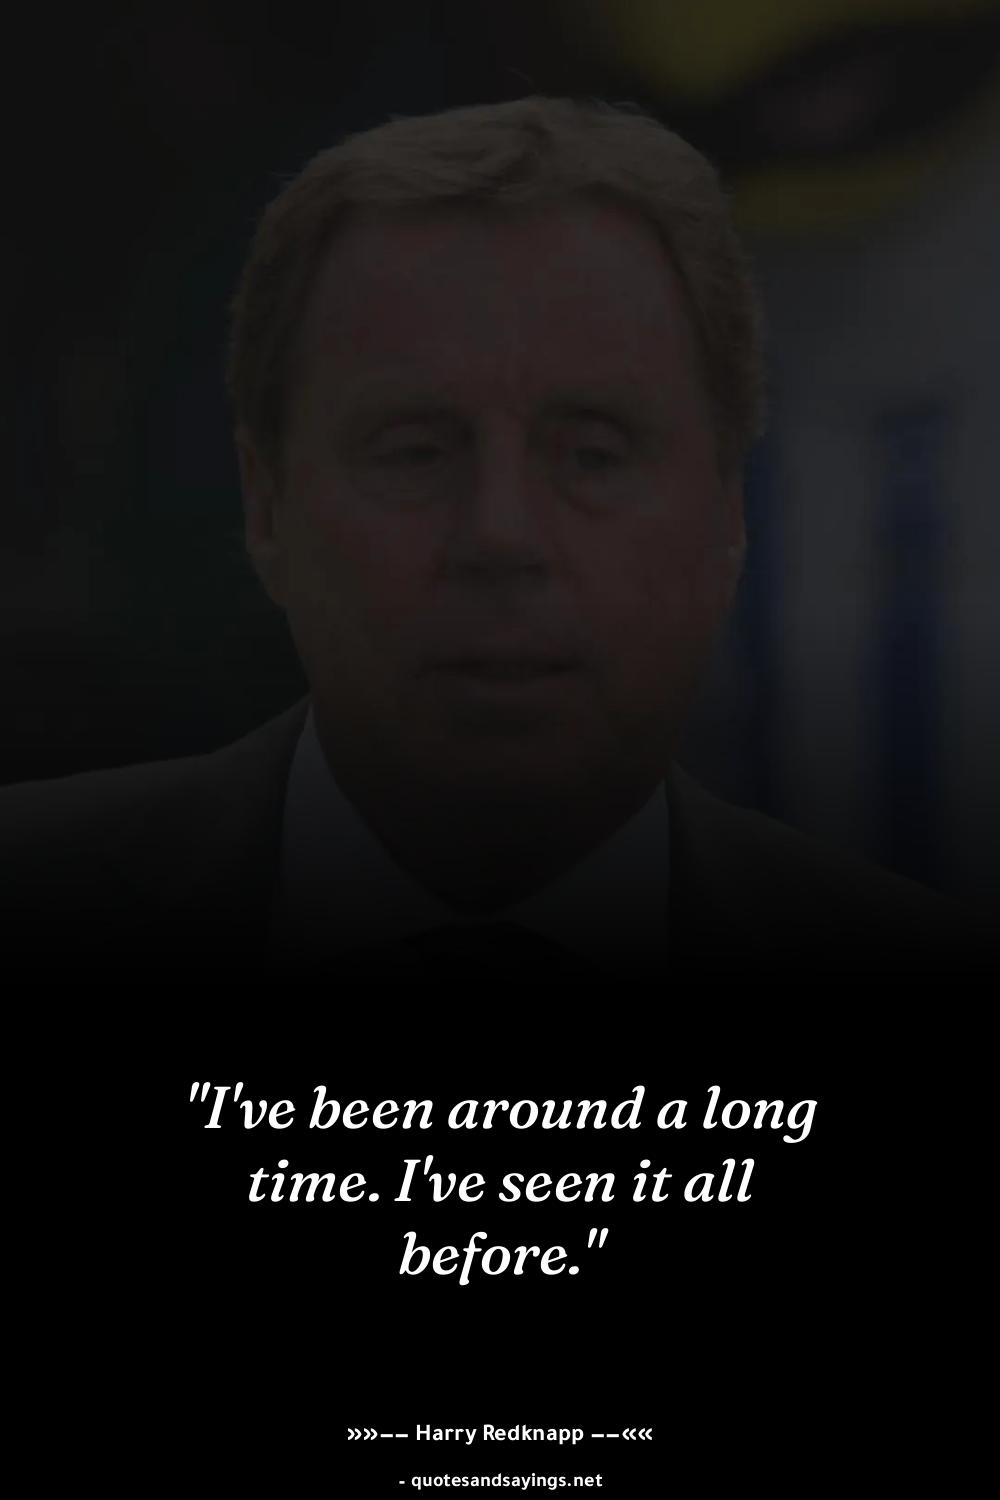 "I've been around a long
time. I've seen it all
before."
»»−− Harry Redknapp −−««
- quotesandsayings.net